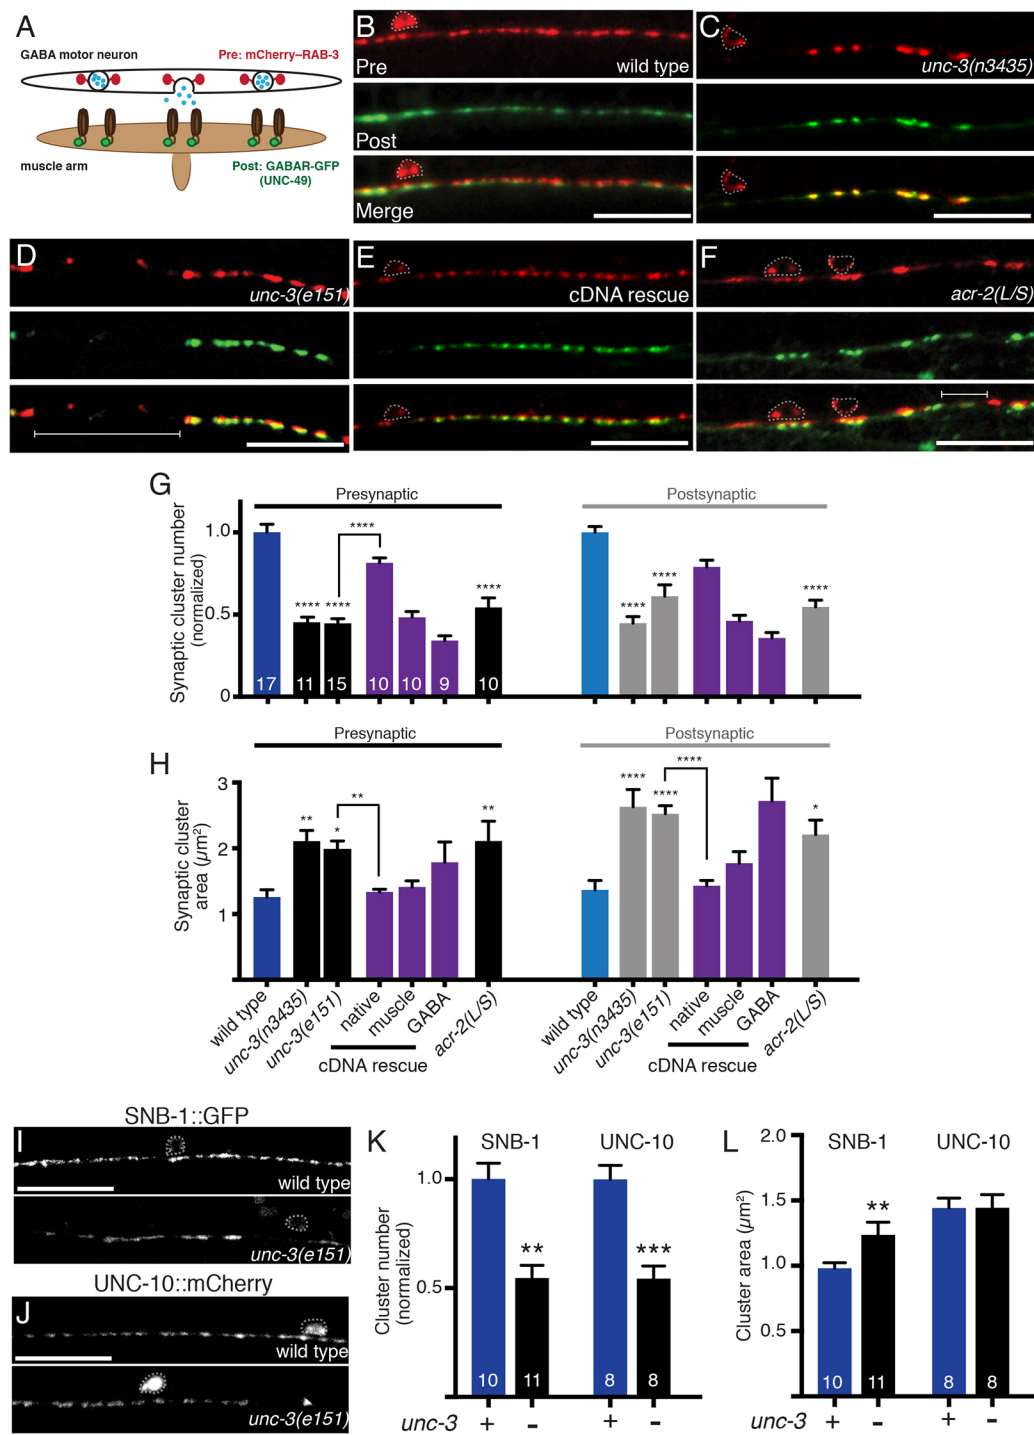 A
GABA motor neuron
Pre: mCherry–RAB-3
muscle arm
Post: GABAR-GFP
(UNC-49)
B
Pre
wild type
Post
Merge
C
unc-3(n3435)
D
unc-3(e151)
E
cDNA rescue
F
acr-2(L/S)
G
Presynaptic
Postsynaptic
Synaptic cluster number
(normalized)
1.0
0.5
0
****
****
****
****
****
****
****
17
11
15
10
10
9
10
H
Presynaptic
Postsynaptic
Synaptic cluster
area (µm²)
3
2
1
**
*
**
**
****
****
****
*
wild type
unc-3(n3435)
unc-3(e151)
native
muscle
GABA
acr-2(L/S)
cDNA rescue
wild type
unc-3(n3435)
unc-3(e151)
native
muscle
GABA
acr-2(L/S)
cDNA rescue
SNB-1::GFP
I
wild type
unc-3(e151)
UNC-10::mCherry
J
wild type
unc-3(e151)
K
SNB-1
UNC-10
Cluster number
(normalized)
1.0
0.5
**
***
10
11
8
8
unc-3
+
-
+
-
L
SNB-1
UNC-10
Cluster area (µm²)
2.0
1.5
1.0
0.5
**
10
11
8
8
unc-3
+
-
+
-